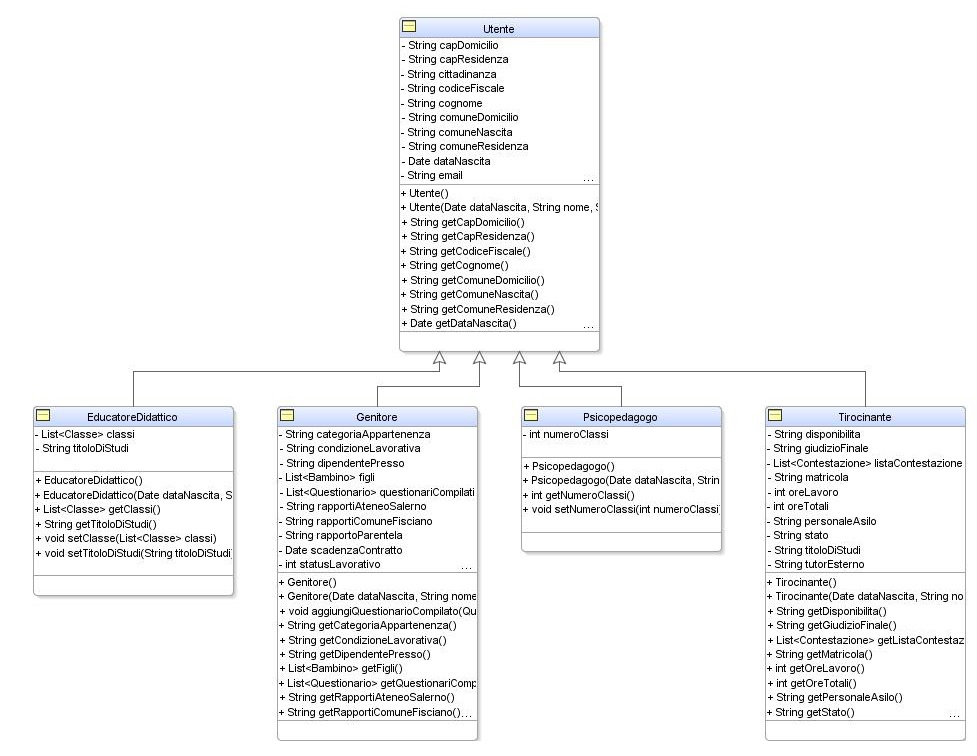 Utente
- String capDomicilio
- String capResidenza
- String cittadinanza
- String codiceFiscale
- String cognome
- String comuneDomicilio
- String comuneNascita
- String comuneResidenza
- Date dataNascita
- String email ...
+ Utente()
+ Utente(Date dataNascita, String nome, S
+ String getCapDomicilio()
+ String getCapResidenza()
+ String getCodiceFiscale()
+ String getCognome()
+ String getComuneDomicilio()
+ String getComuneNascita()
+ String getComuneResidenza()
+ Date getDataNascita() ...
EducatoreDidattico
- List<Classe> classi
- String titoloDiStudi
+ EducatoreDidattico()
+ EducatoreDidattico(Date dataNascita, S
+ List<Classe> getClassi()
+ String getTitoloDiStudi()
+ void setClasse(List<Classe> classi)
+ void setTitoloDiStudi(String titoloDiStudi)
Genitore
- String categoriaAppartenenza
- String condizioneLavorativa
- String dipendentePresso
- List<Bambino> figli
- List<Questionario> questionariCompilati
- String rapportiAteneoSalerno
- String rapportiComuneFisciano
- String rapportoParentela
- Date scadenzaContratto
- int statusLavorativo ...
+ Genitore()
+ Genitore(Date dataNascita, String nome
+ void aggiungiQuestionarioCompilato(Qu
+ String getCategoriaAppartenenza()
+ String getCondizioneLavorativa()
+ String getDipendentePresso()
+ List<Bambino> getFigli()
+ List<Questionario> getQuestionariComp
+ String getRapportiAteneoSalerno()
+ String getRapportiComuneFisciano() ...
Psicopedagogo
- int numeroClassi
+ Psicopedagogo()
+ Psicopedagogo(Date dataNascita, Strin
+ int getNumeroClassi()
+ void setNumeroClassi(int numeroClassi)
Tirocinante
- String disponibilita
- String giudizioFinale
- List<Contestazione> listaContestazione
- String matricola
- int oreLavoro
- int oreTotali
- String personaleAsilo
- String stato
- String titoloDiStudi
- String tutorEsterno
+ Tirocinante()
+ Tirocinante(Date dataNascita, String no
+ String getDisponibilita()
+ String getGiudizioFinale()
+ List<Contestazione> getListaContestaz
+ String getMatricola()
+ int getOreLavoro()
+ int getOreTotali()
+ String getPersonaleAsilo()
+ String getStato() ...